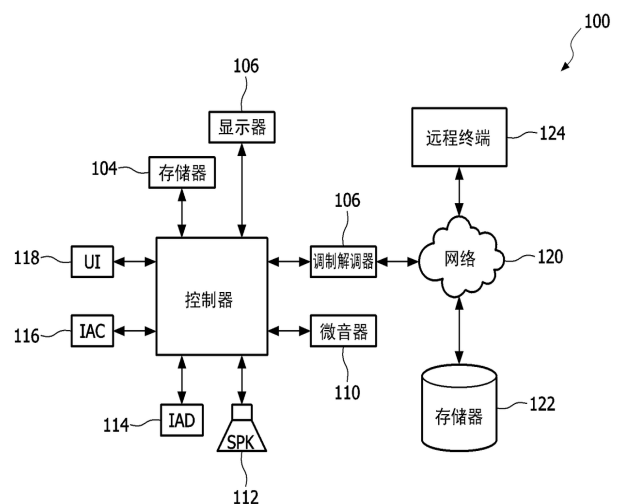 100
106
显示器
远程终端
124
104
存储器
106
118
UI
调制解调器
网络
120
控制器
116
IAC
微音器
110
114
IAD
SPK
112
存储器
122